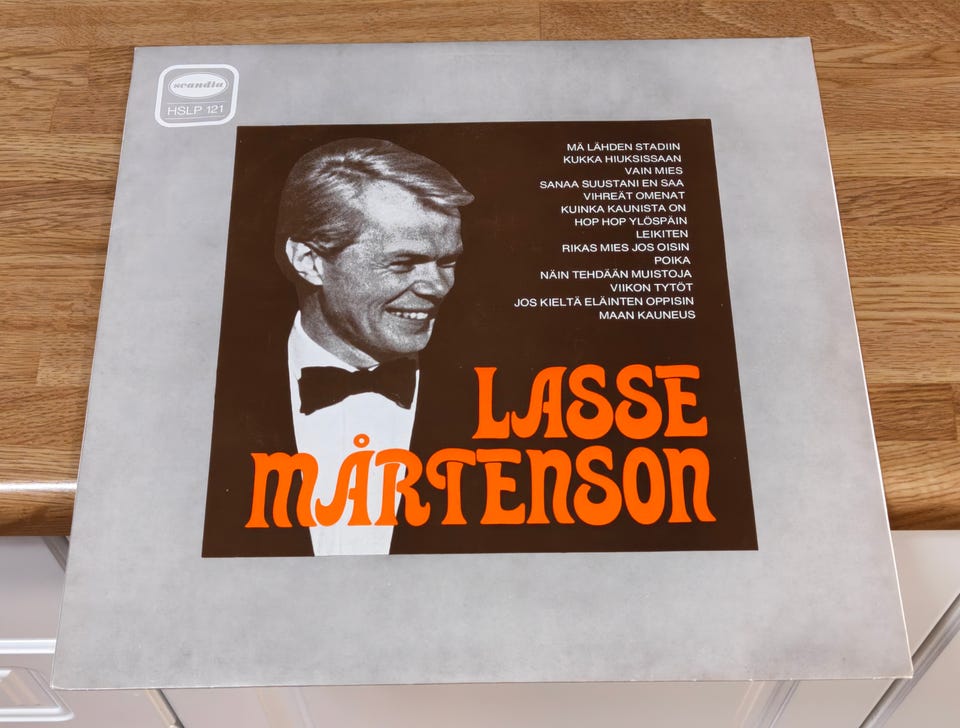 scandia
HSLP 121
MÄ LÄHDEN STADIIN
KUKKA HIUKSISSAAN
VAIN MIES
SANAA SUUSTANI EN SAA
VIHREÄT OMENAT
KUINKA KAUNISTA ON
HOP HOP YLÖSPÄIN
LEIKITEN
RIKAS MIES JOS OISIN
POIKA
NÄIN TEHDÄÄN MUISTOJA
VIIKON TYTÖT
JOS KIELTÄ ELÄINTEN OPPISIN
MAAN KAUNEUS
LASSE
MÅRTENSON